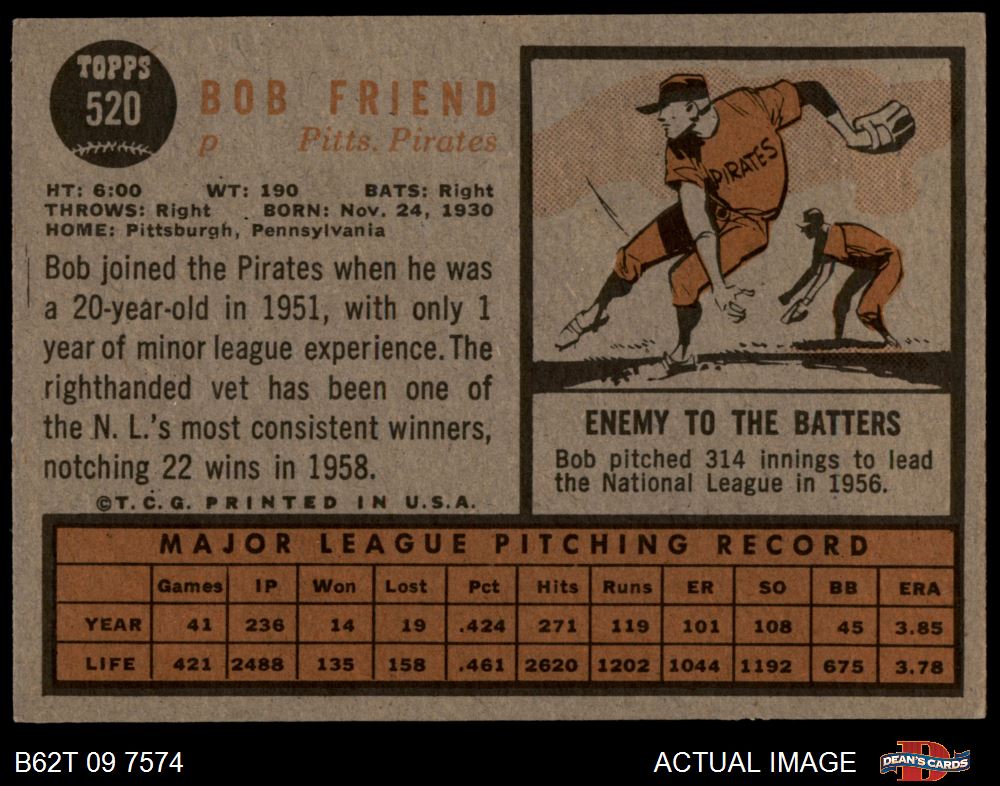 TOPPS
520
BOB FRIEND
p Pitts. Pirates
HT: 6:00 WT: 190 BATS: Right
THROWS: Right BORN: Nov. 24, 1930
HOME: Pittsburgh, Pennsylvania
Bob joined the Pirates when he was
a 20-year-old in 1951, with only 1
year of minor league experience. The
righthanded vet has been one of
the N. L.'s most consistent winners,
notching 22 wins in 1958.
©T. C. G. PRINTED IN U.S.A.
PIRATES
ENEMY TO THE BATTERS
Bob pitched 314 innings to lead
the National League in 1956.
MAJOR LEAGUE PITCHING RECORD
Games IP Won Lost Pct Hits Runs ER SO BB ERA
YEAR 41 236 14 19 .424 271 119 101 108 45 3.85
LIFE 421 2488 135 158 .461 2620 1202 1044 1192 675 3.78
B62T 09 7574
ACTUAL IMAGE
D
DEAN'S CARDS